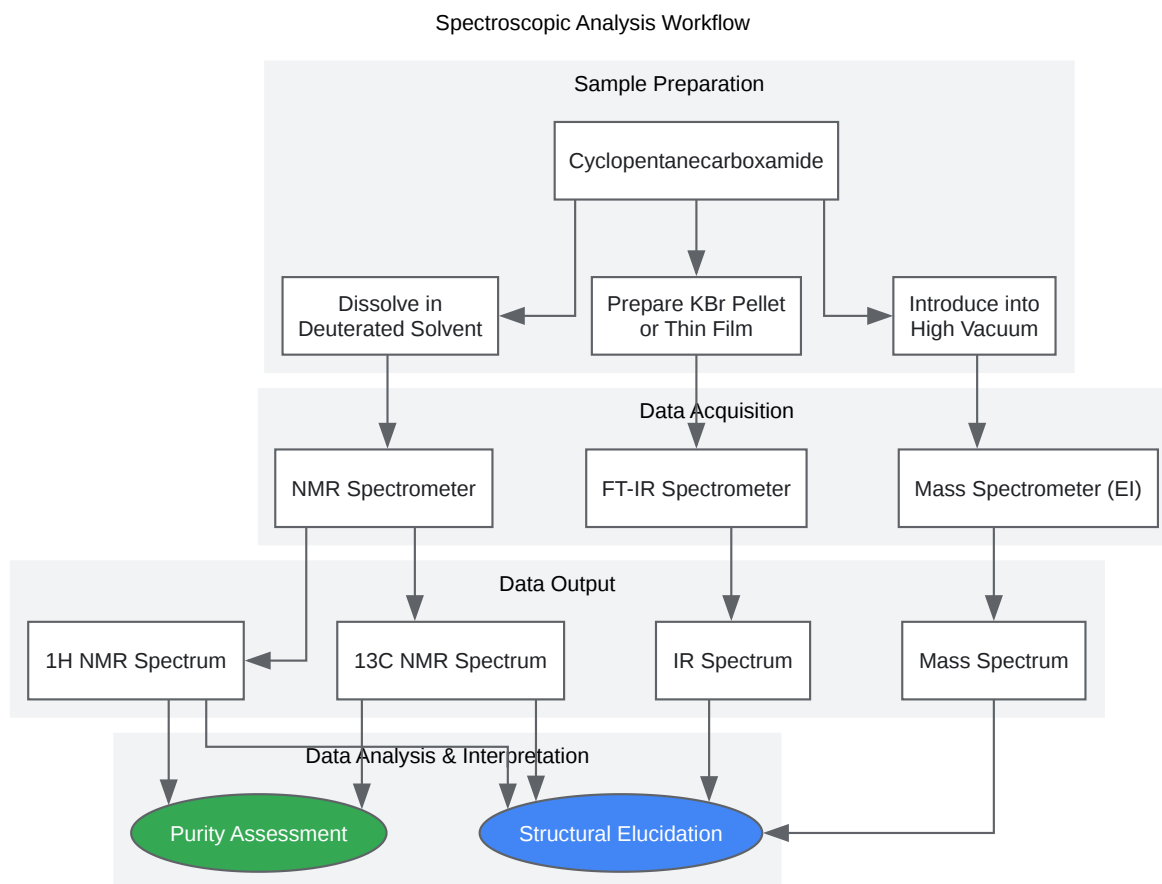 Spectroscopic Analysis Workflow
Sample Preparation
Cyclopentanecarboxamide
Dissolve in
Deuterated Solvent
Prepare KBr Pellet
or Thin Film
Introduce into
High Vacuum
Data Acquisition
NMR Spectrometer
FT-IR Spectrometer
Mass Spectrometer (EI)
Data Output
1H NMR Spectrum
13C NMR Spectrum
IR Spectrum
Mass Spectrum
Data Analysis & Interpretation
Purity Assessment
Structural Elucidation